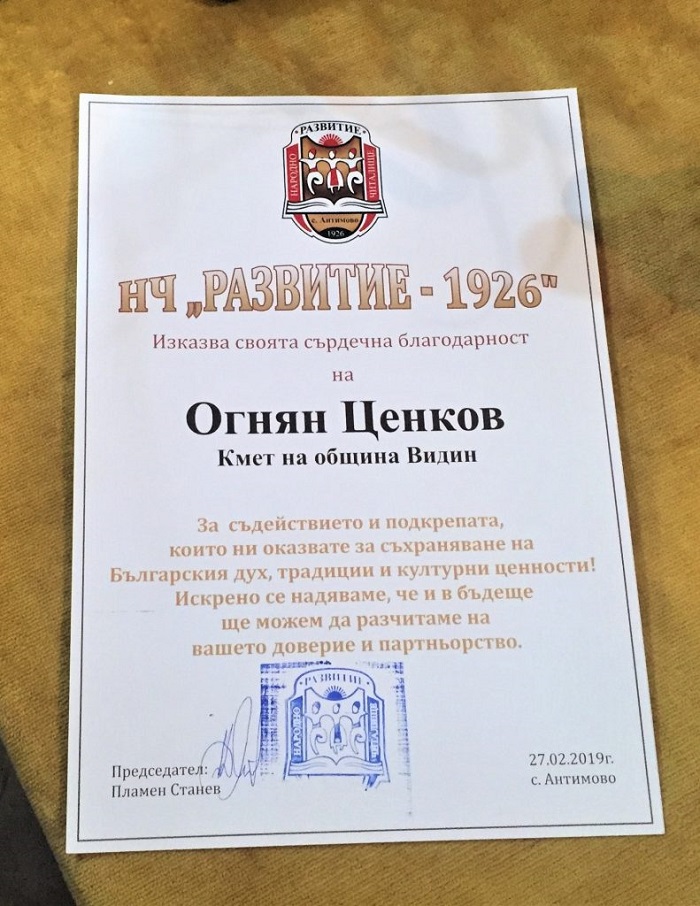 • РАЗВИТИЕ •
НАРОДНО
ЧИТАЛИЩЕ
с. Антимово
1926
НЧ „РАЗВИТИЕ - 1926"
Изказва своята сърдечна благодарност
на
Огнян Ценков
Кмет на община Видин
За съдействието и подкрепата,
които ни оказвате за съхраняване на
Българския дух, традиции и културни ценности!
Искрено се надяваме, че и в бъдеще
ще можем да разчитаме на
вашето доверие и партньорство.
РАЗВИТИЕ
НАРОДНО
ЧИТАЛИЩЕ
Председател:
Пламен Станев
27.02.2019г.
с. Антимово